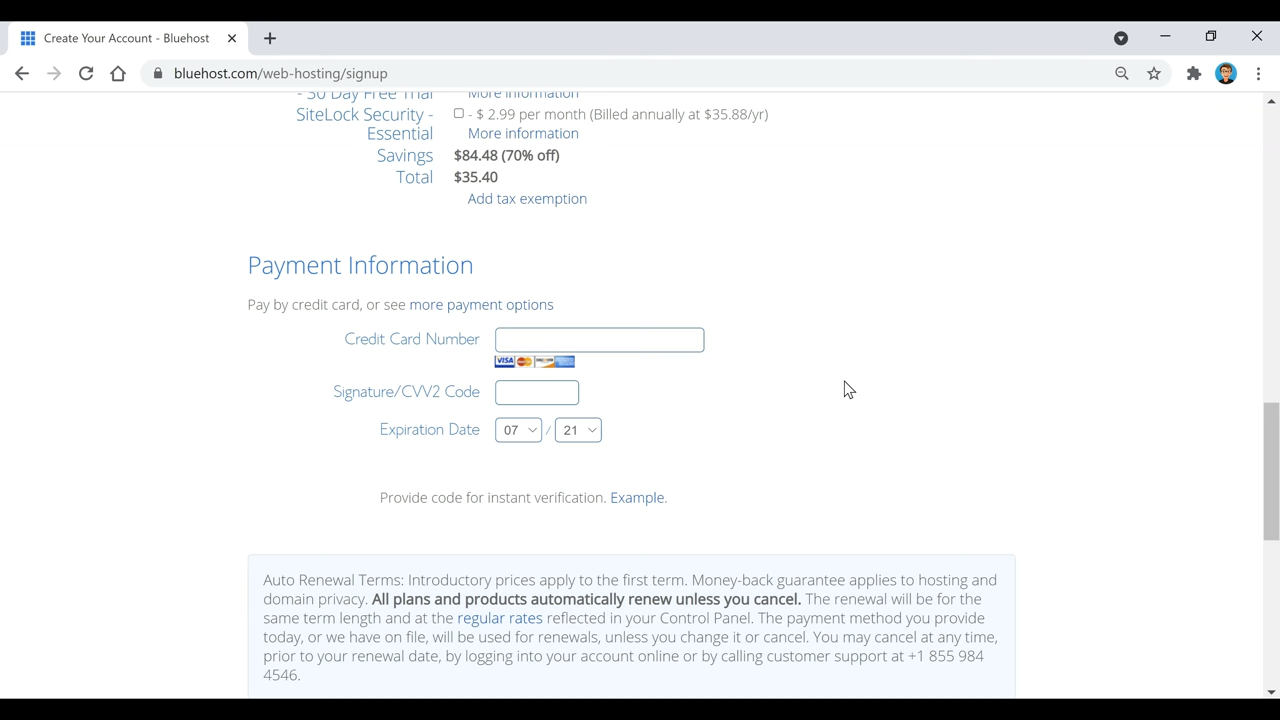 Create Your Account - Bluehost
bluehost.com/web-hosting/signup
- 30 Day Free Trial More information
SiteLock Security - - $ 2.99 per month (Billed annually at $35.88/yr)
Essential More information
Savings $84.48 (70% off)
Total $35.40
Add tax exemption
Payment Information
Pay by credit card, or see more payment options
Credit Card Number
VISA
Signature/CVV2 Code
Expiration Date 07 / 21
Provide code for instant verification. Example.
Auto Renewal Terms: Introductory prices apply to the first term. Money-back guarantee applies to hosting and
domain privacy. All plans and products automatically renew unless you cancel. The renewal will be for the
same term length and at the regular rates reflected in your Control Panel. The payment method you provide
today, or we have on file, will be used for renewals, unless you change it or cancel. You may cancel at any time,
prior to your renewal date, by logging into your account online or by calling customer support at +1 855 984
4546.